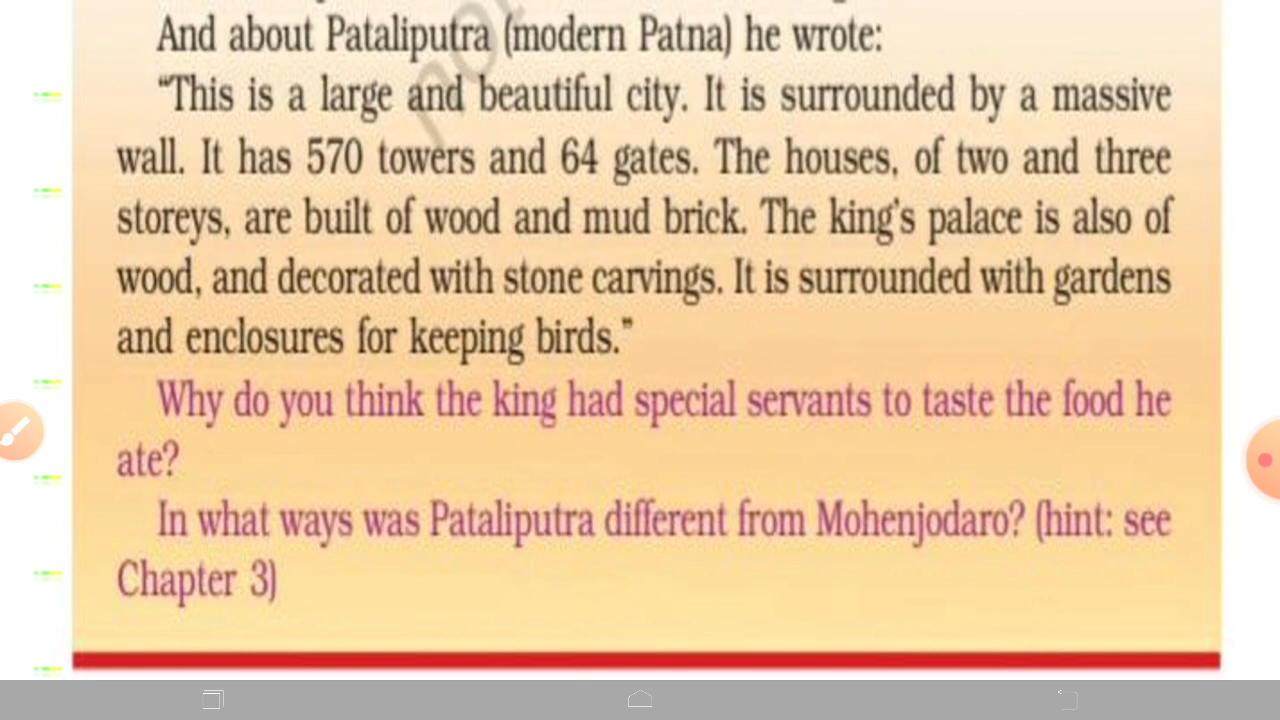 And about Pataliputra (modern Patna) he wrote:
“This is a large and beautiful city. It is surrounded by a massive
wall. It has 570 towers and 64 gates. The houses, of two and three
storeys, are built of wood and mud brick. The king’s palace is also of
wood, and decorated with stone carvings. It is surrounded with gardens
and enclosures for keeping birds.”
Why do you think the king had special servants to taste the food he
ate?
In what ways was Pataliputra different from Mohenjodaro? (hint: see
Chapter 3)